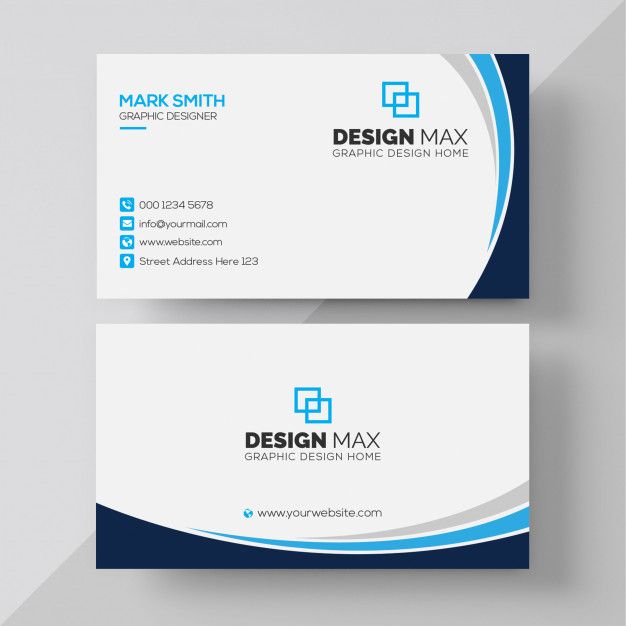 MARK SMITH
GRAPHIC DESIGNER
DESIGN MAX
GRAPHIC DESIGN HOME
000 1234 5678
info@yourmail.com
www.website.com
Street Address Here 123
DESIGN MAX
GRAPHIC DESIGN HOME
www.yourwebsite.com